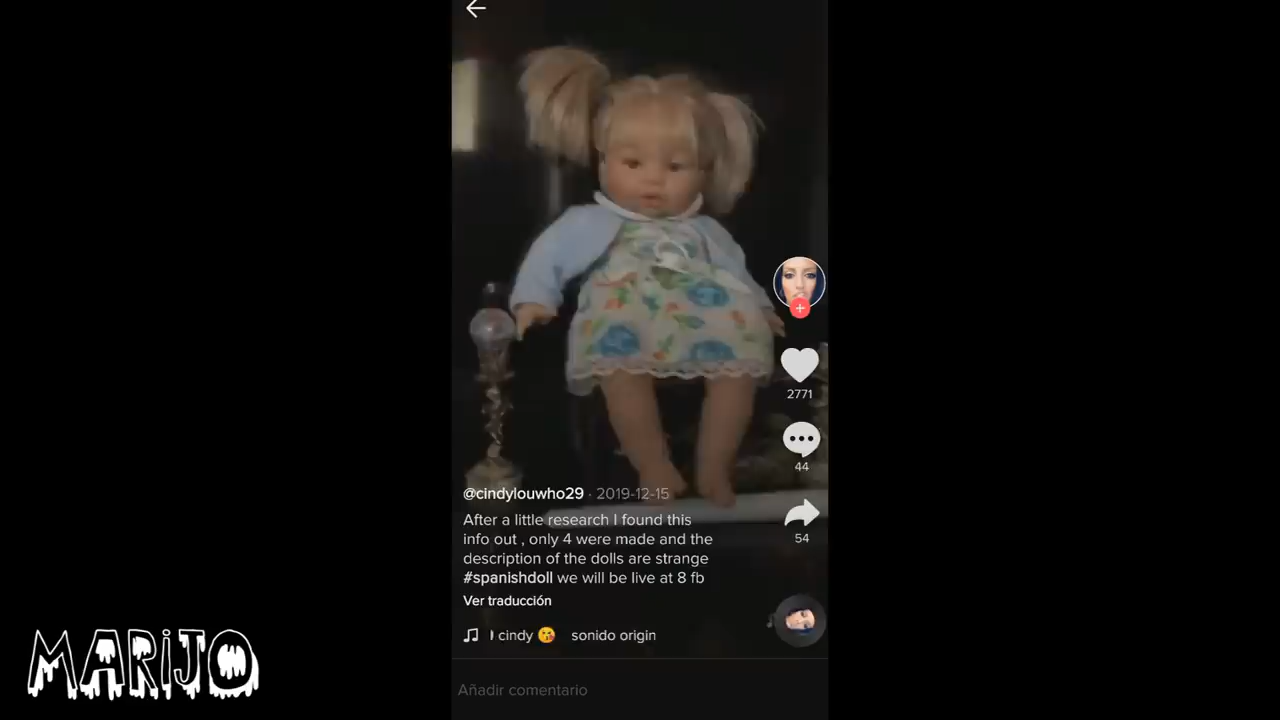 2771
44
@cindylouwho29 · 2019-12-15
54
After a little research I found this
info out , only 4 were made and the
description of the dolls are strange
#spanishdoll we will be live at 8 fb
Ver traducción
cindy 😘 sonido origin
Añadir comentario
MARiJO